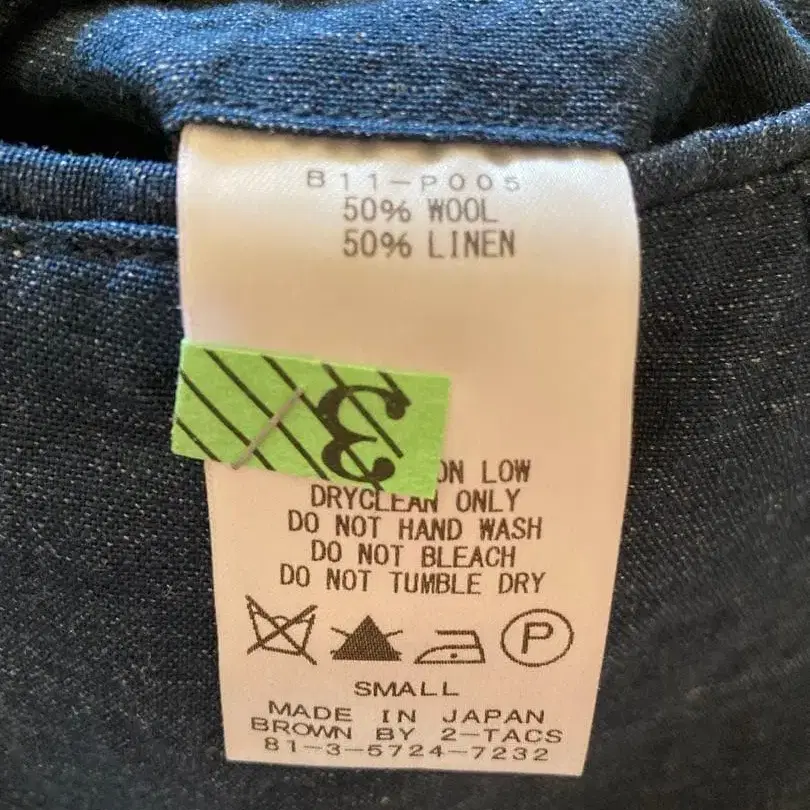 B11-P005
50% WOOL
50% LINEN
3
ON LOW
DRYCLEAN ONLY
DO NOT HAND WASH
DO NOT BLEACH
DO NOT TUMBLE DRY
P
SMALL
MADE IN JAPAN
BROWN BY 2-TACS
81-3-5724-7232